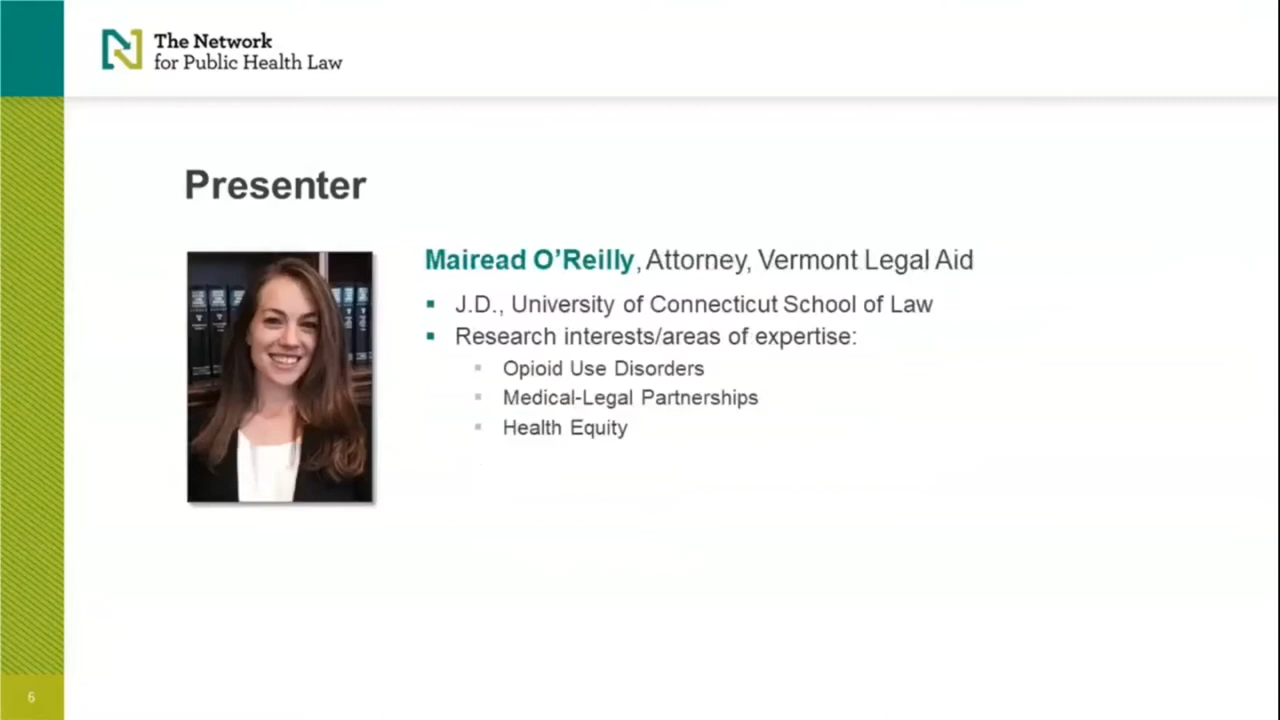 The Network
for Public Health Law
Presenter
Mairead O’Reilly, Attorney, Vermont Legal Aid
▪ J.D., University of Connecticut School of Law
▪ Research interests/areas of expertise:
▪ Opioid Use Disorders
▪ Medical-Legal Partnerships
▪ Health Equity
6